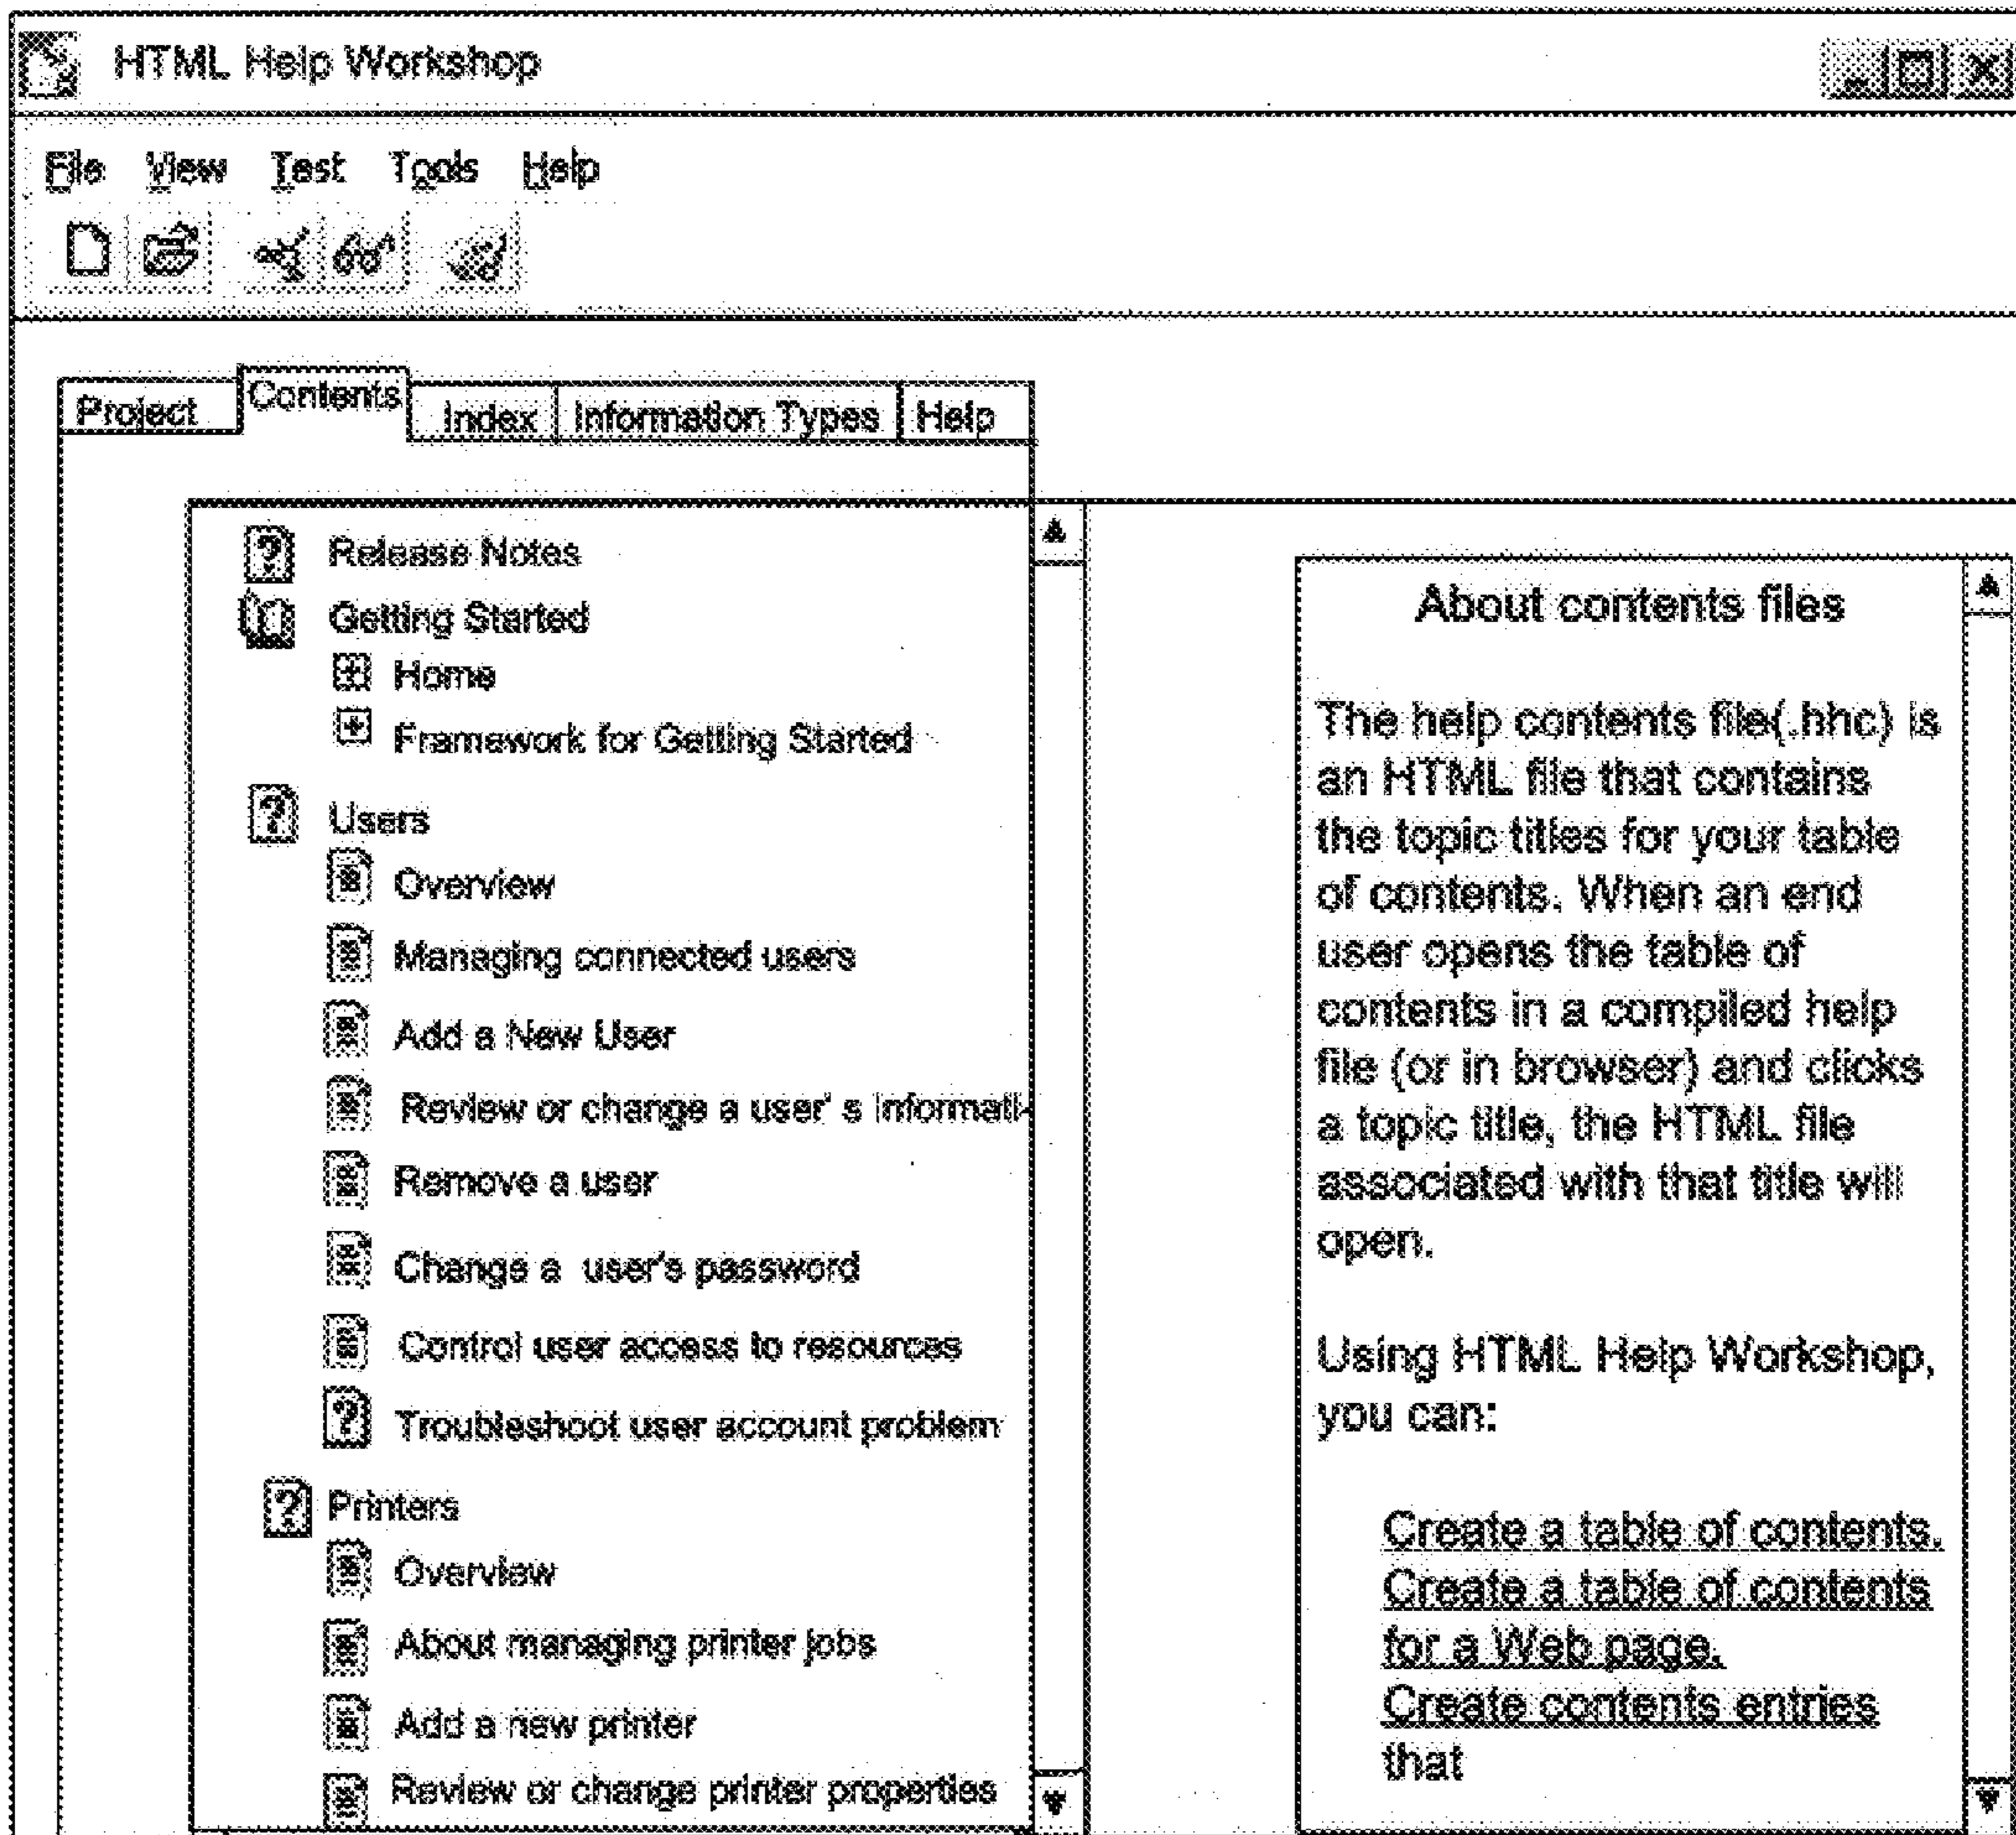 HTML Help Workshop
File View Test Tools Help
Project Contents Index Information Types Help
Release Notes
Getting Started
Home
Framework for Getting Started
Users
Overview
Managing connected users
Add a New User
Review or change a user' s informati
Remove a user
Change a user's password
Control user access to resources
Troubleshoot user account problem
Printers
Overview
About managing printer jobs
Add a new printer
Review or change printer properties
About contents files
The help contents file(.hhc) is
an HTML file that contains
the topic titles for your table
of contents. When an end
user opens the table of
contents in a compiled help
file (or in browser) and clicks
a topic title, the HTML file
associated with that title will
open.
Using HTML Help Workshop,
you can:
Create a table of contents.
Create a table of contents
for a Web page.
Create contents entries
that